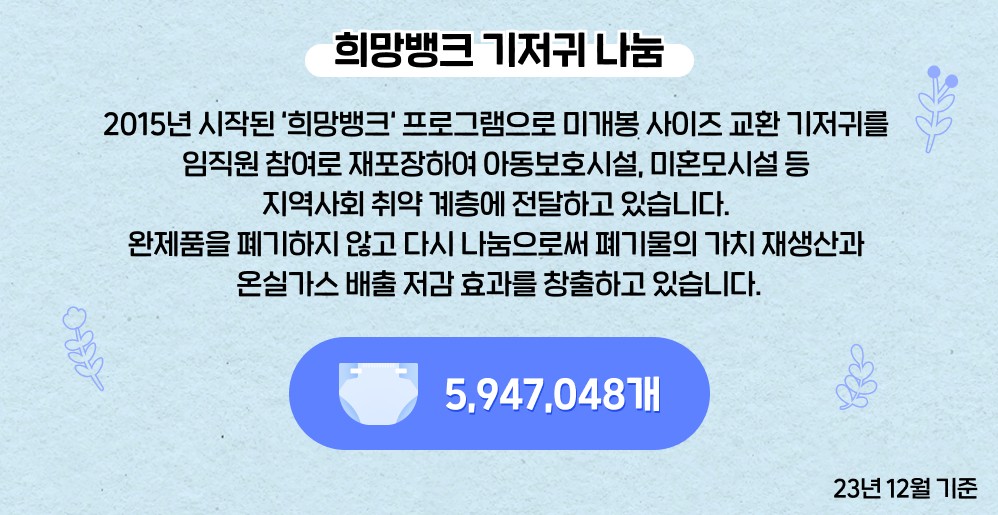 희망뱅크 기저귀 나눔
2015년 시작된 '희망뱅크' 프로그램으로 미개봉 사이즈 교환 기저귀를
임직원 참여로 재포장하여 아동보호시설, 미혼모시설 등
지역사회 취약 계층에 전달하고 있습니다.
완제품을 폐기하지 않고 다시 나눔으로써 폐기물의 가치 재생산과
온실가스 배출 저감 효과를 창출하고 있습니다.
5,947,048개
23년 12월 기준